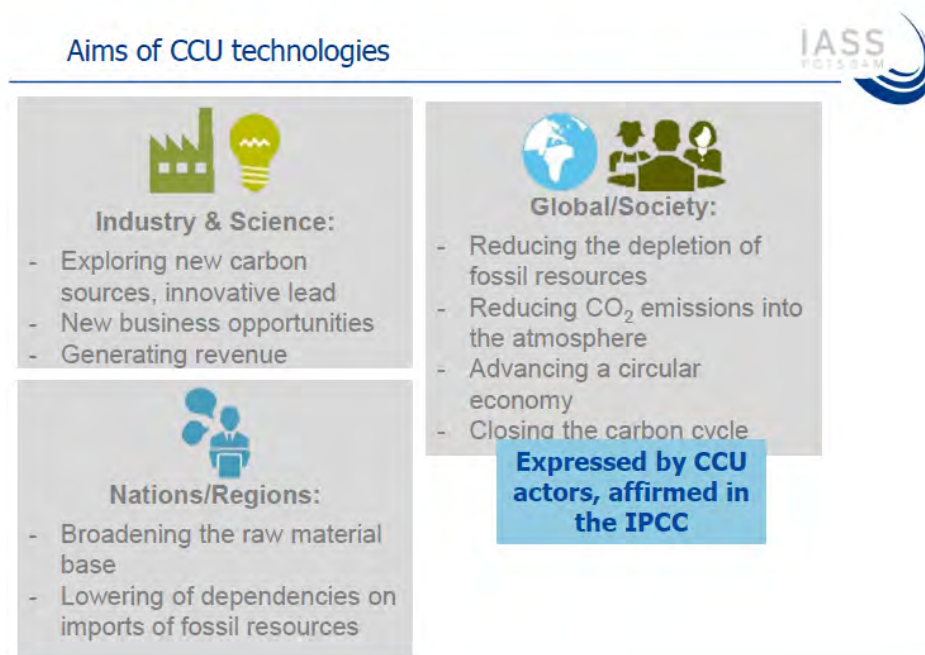 Aims of CCU technologies
IASS
POTSDAM
Industry & Science:
- Exploring new carbon
sources, innovative lead
- New business opportunities
- Generating revenue
Global/Society:
- Reducing the depletion of
fossil resources
- Reducing CO₂ emissions into
the atmosphere
- Advancing a circular
economy
- Closing the carbon cycle
Expressed by CCU
actors, affirmed in
the IPCC
Nations/Regions:
- Broadening the raw material
base
- Lowering of dependencies on
imports of fossil resources